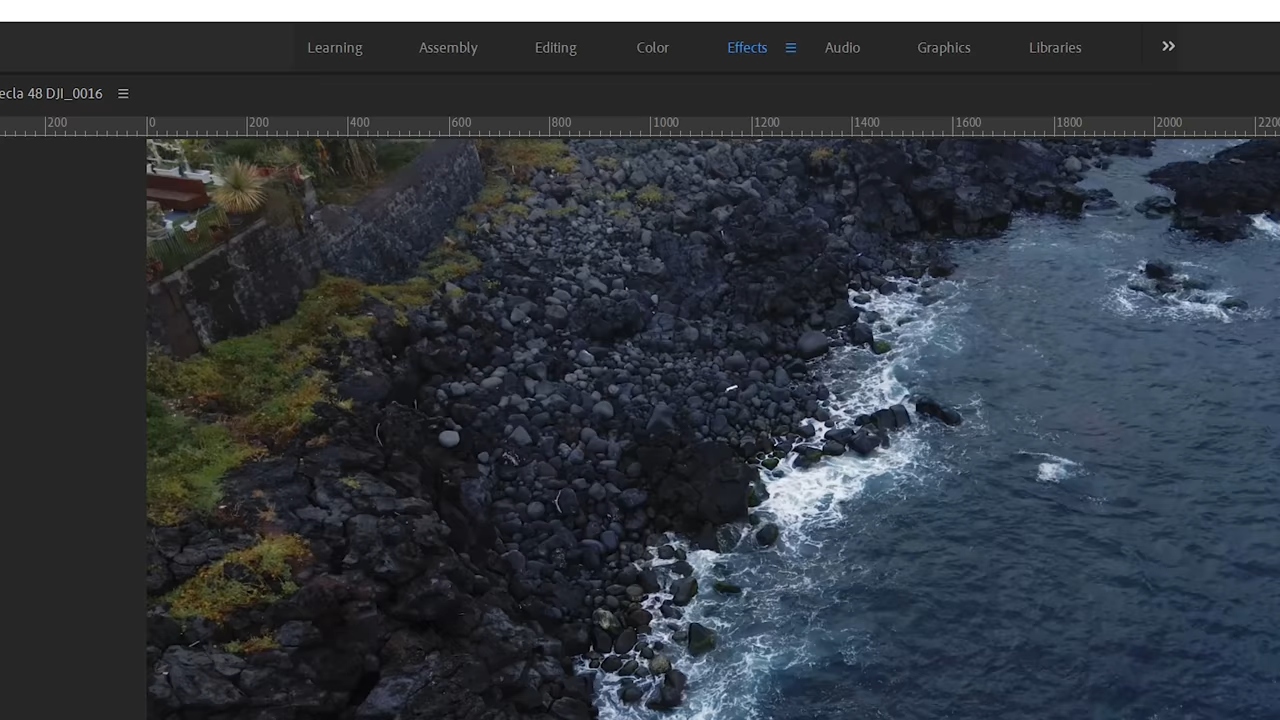 Learning Assembly Editing Color Effects Audio Graphics Libraries
ecla 48 DJI_0016
200 0 200 400 600 800 1000 1200 1400 1600 1800 2000 220